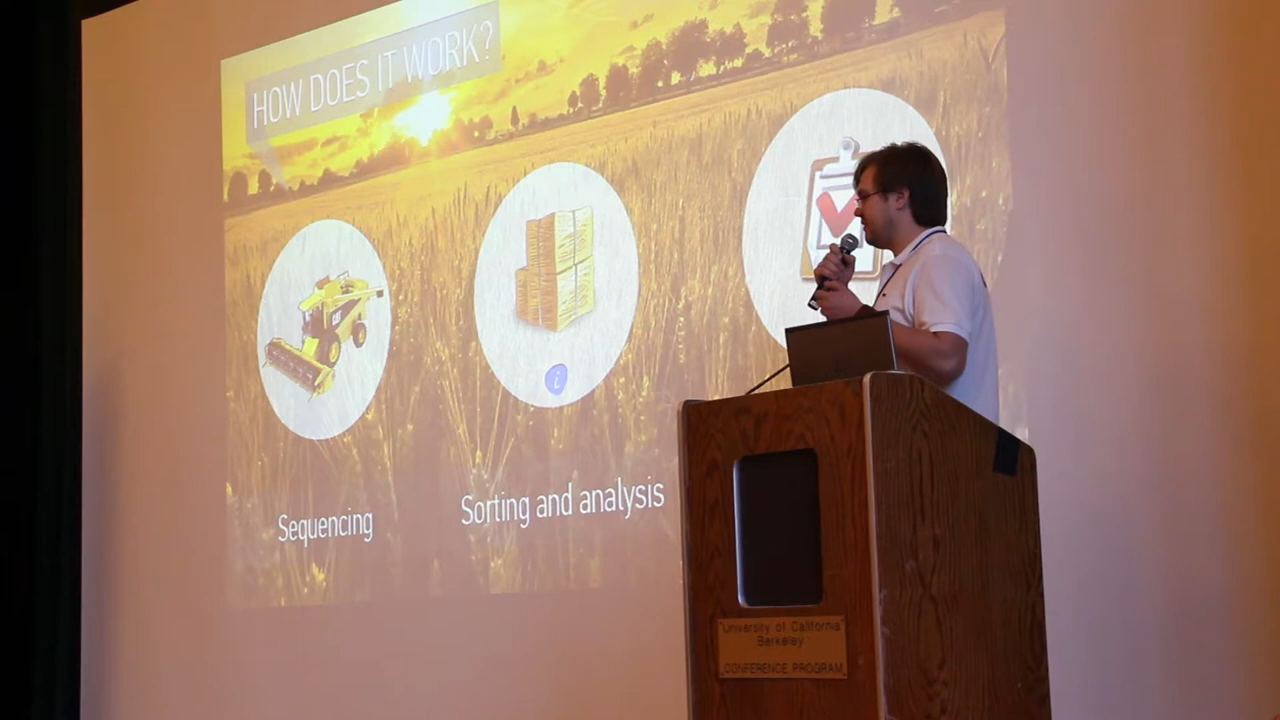 HOW DOES IT WORK?
Sequencing
Sorting and analysis
i
University of California
Berkeley
CONFERENCE PROGRAM